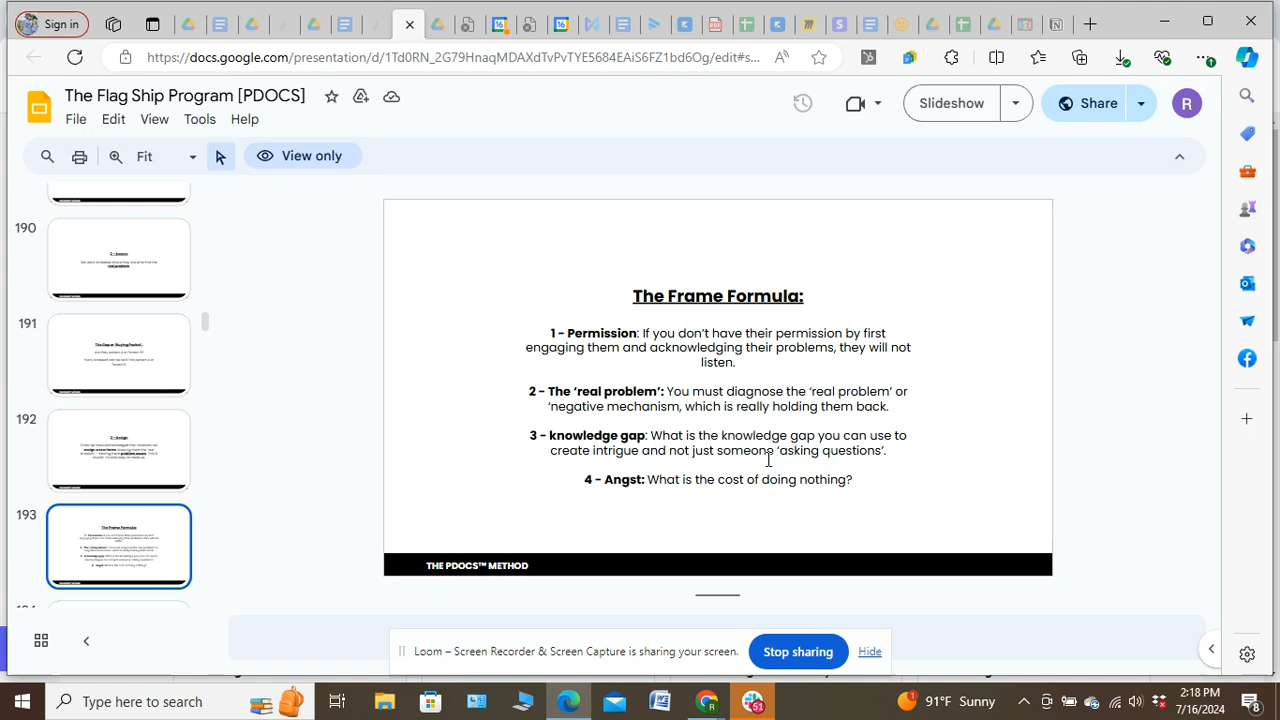 Sign in
https://docs.google.com/presentation/d/1Td0RN_2G79HnaqMDAXdTvPvTYE5684EAiS6FZ1bd6Og/edit#s...
The Flag Ship Program [PDOCS]
File Edit View Tools Help
Slideshow
Share
R
Fit
View only
190
191
192
193
The Frame Formula:
1 - Permission: If you don't have their permission by first
engaging them and acknowledging their problems, they will not
listen.
2 - The 'real problem': You must diagnose the 'real problem' or
'negative mechanism, which is really holding them back.
3 - knowledge gap: What is the knowledge gap you can use to
create intrigue and not just someone 'asking questions'.
4 - Angst: What is the cost of doing nothing?
THE PDOCS™ METHOD
Loom – Screen Recorder & Screen Capture is sharing your screen.
Stop sharing
Hide
Type here to search
51
91°F Sunny
2:18 PM
7/16/2024
8